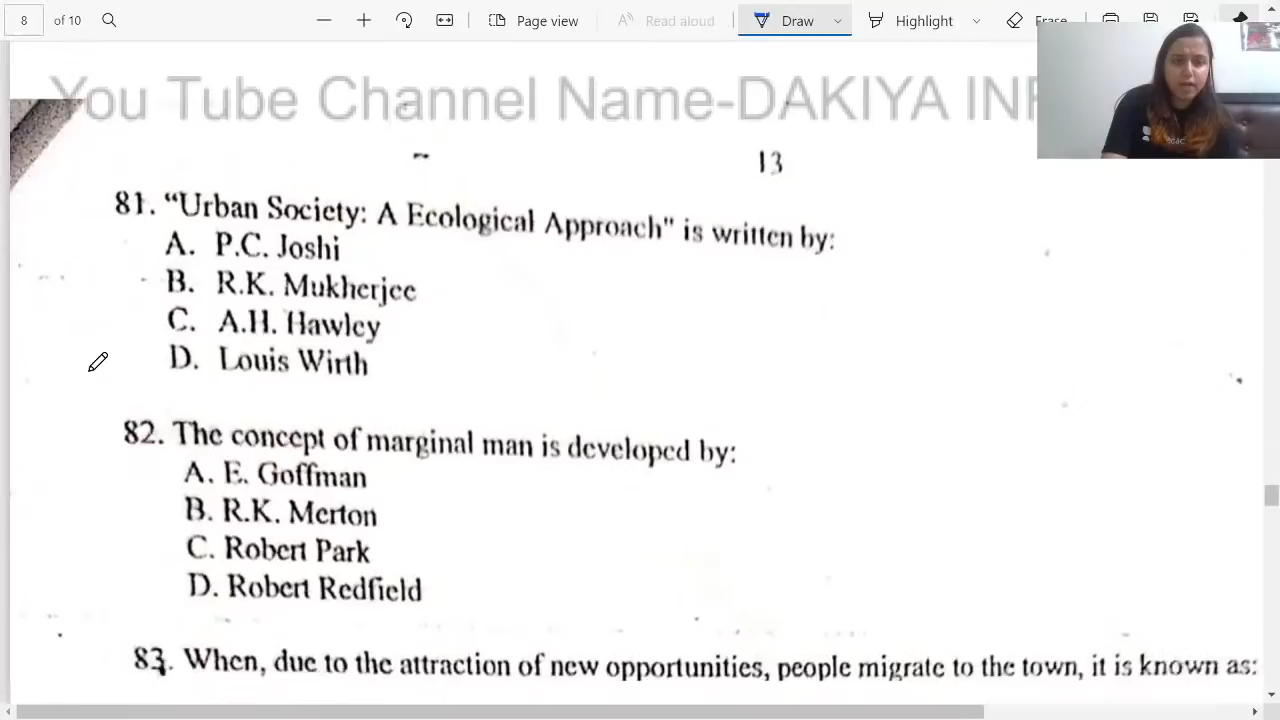 8 of 10 Page view Read aloud Draw Highlight Erase
You Tube Channel Name-DAKIYA INF
13
81. “Urban Society: A Ecological Approach" is written by:
A. P.C. Joshi
B. R.K. Mukherjee
C. A.H. Hawley
D. Louis Wirth
82. The concept of marginal man is developed by:
A. E. Goffman
B. R.K. Merton
C. Robert Park
D. Robert Redfield
83. When, due to the attraction of new opportunities, people migrate to the town, it is known as: